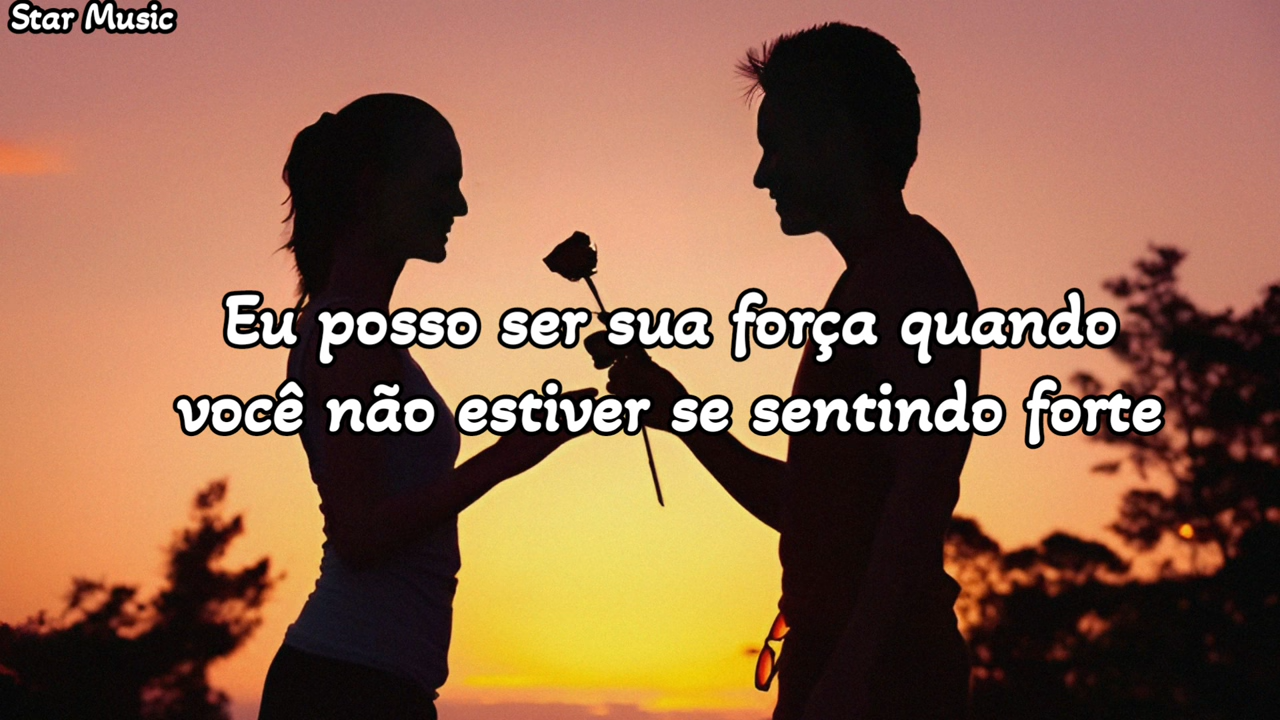 Star Music
Eu posso ser sua força quando
você não estiver se sentindo forte